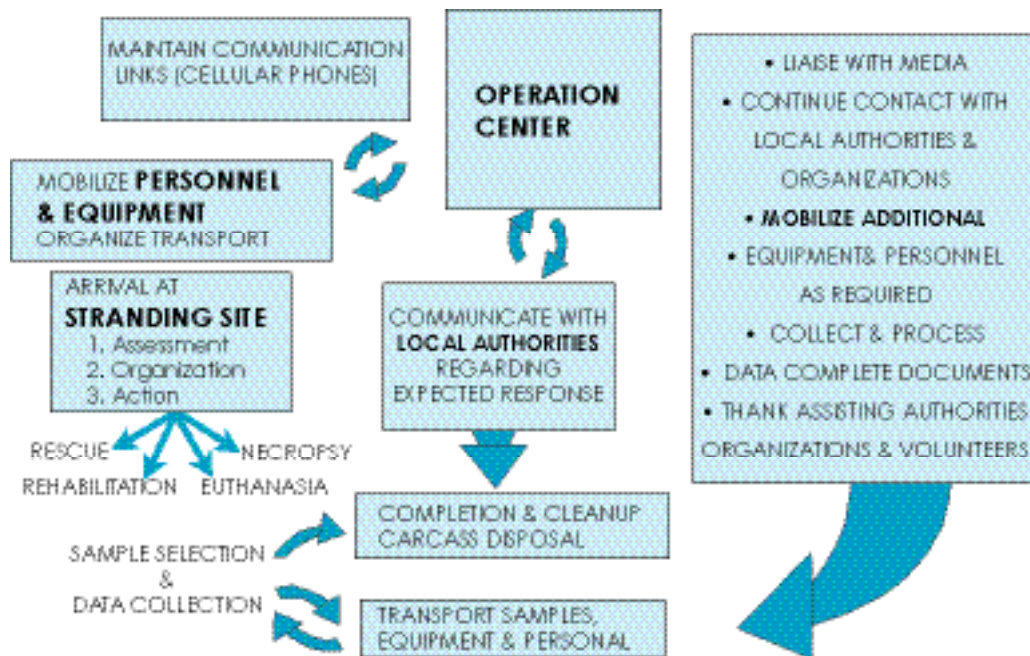 MAINTAIN COMMUNICATION
LINKS (CELLULAR PHONES)
OPERATION
CENTER
MOBILIZE PERSONNEL
& EQUIPMENT
ORGANIZE TRANSPORT
ARRIVAL AT
STRANDING SITE
1. Assessment
2. Organization
3. Action
RESCUE
NECROPSY
REHABILITATION
EUTHANASIA
COMMUNICATE WITH
LOCAL AUTHORITIES
REGARDING
EXPECTED RESPONSE
SAMPLE SELECTION
&
DATA COLLECTION
COMPLETION & CLEANUP
CARCASS DISPOSAL
TRANSPORT SAMPLES,
EQUIPMENT & PERSONAL
• LIAISE WITH MEDIA
• CONTINUE CONTACT WITH
LOCAL AUTHORITIES &
ORGANIZATIONS
• MOBILIZE ADDITIONAL
• EQUIPMENT& PERSONNEL
AS REQUIRED
• COLLECT & PROCESS
• DATA COMPLETE DOCUMENTS
• THANK ASSISTING AUTHORITIES
ORGANIZATIONS & VOLUNTEERS